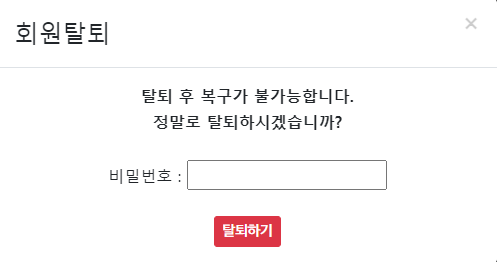 회원탈퇴
×
탈퇴 후 복구가 불가능합니다.
정말로 탈퇴하시겠습니까?
비밀번호 :
탈퇴하기